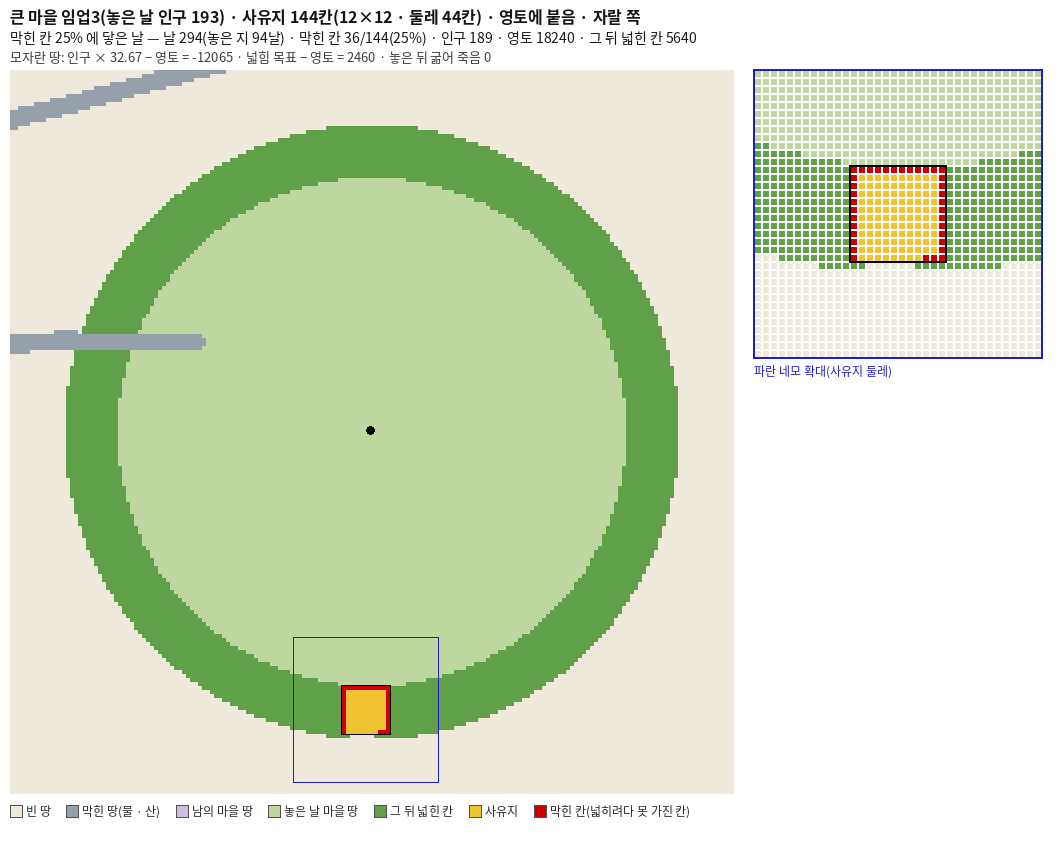 큰 마을 임업3(놓은 날 인구 193) · 사유지 144칸(12×12 · 둘레 44칸) · 영토에 붙음 · 자랄 쪽
막힌 칸 25% 에 닿은 날 — 날 294(놓은 지 94날) · 막힌 칸 36/144(25%) · 인구 189 · 영토 18240 · 그 뒤 넓힌 칸 5640
모자란 땅: 인구 × 32.67 − 영토 = -12065 · 넓힘 목표 − 영토 = 2460 · 놓은 뒤 굶어 죽음 0
파란 네모 확대(사유지 둘레)
빈 땅 막힌 땅(물 · 산) 남의 마을 땅 놓은 날 마을 땅 그 뒤 넓힌 칸 사유지 막힌 칸(넓히려다 못 가진 칸)